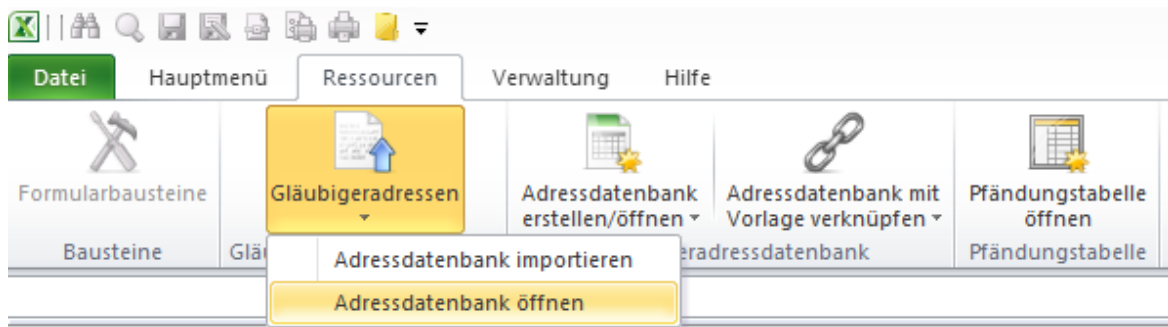 Datei Hauptmenü Ressourcen Verwaltung Hilfe
Formularbausteine
Gläubigeradressen
Adressdatenbank
erstellen/öffnen
Adressdatenbank mit
Vorlage verknüpfen
Pfändungstabelle
öffnen
Bausteine
Adressdatenbank importieren
Adressdatenbank öffnen
Pfändungstabelle